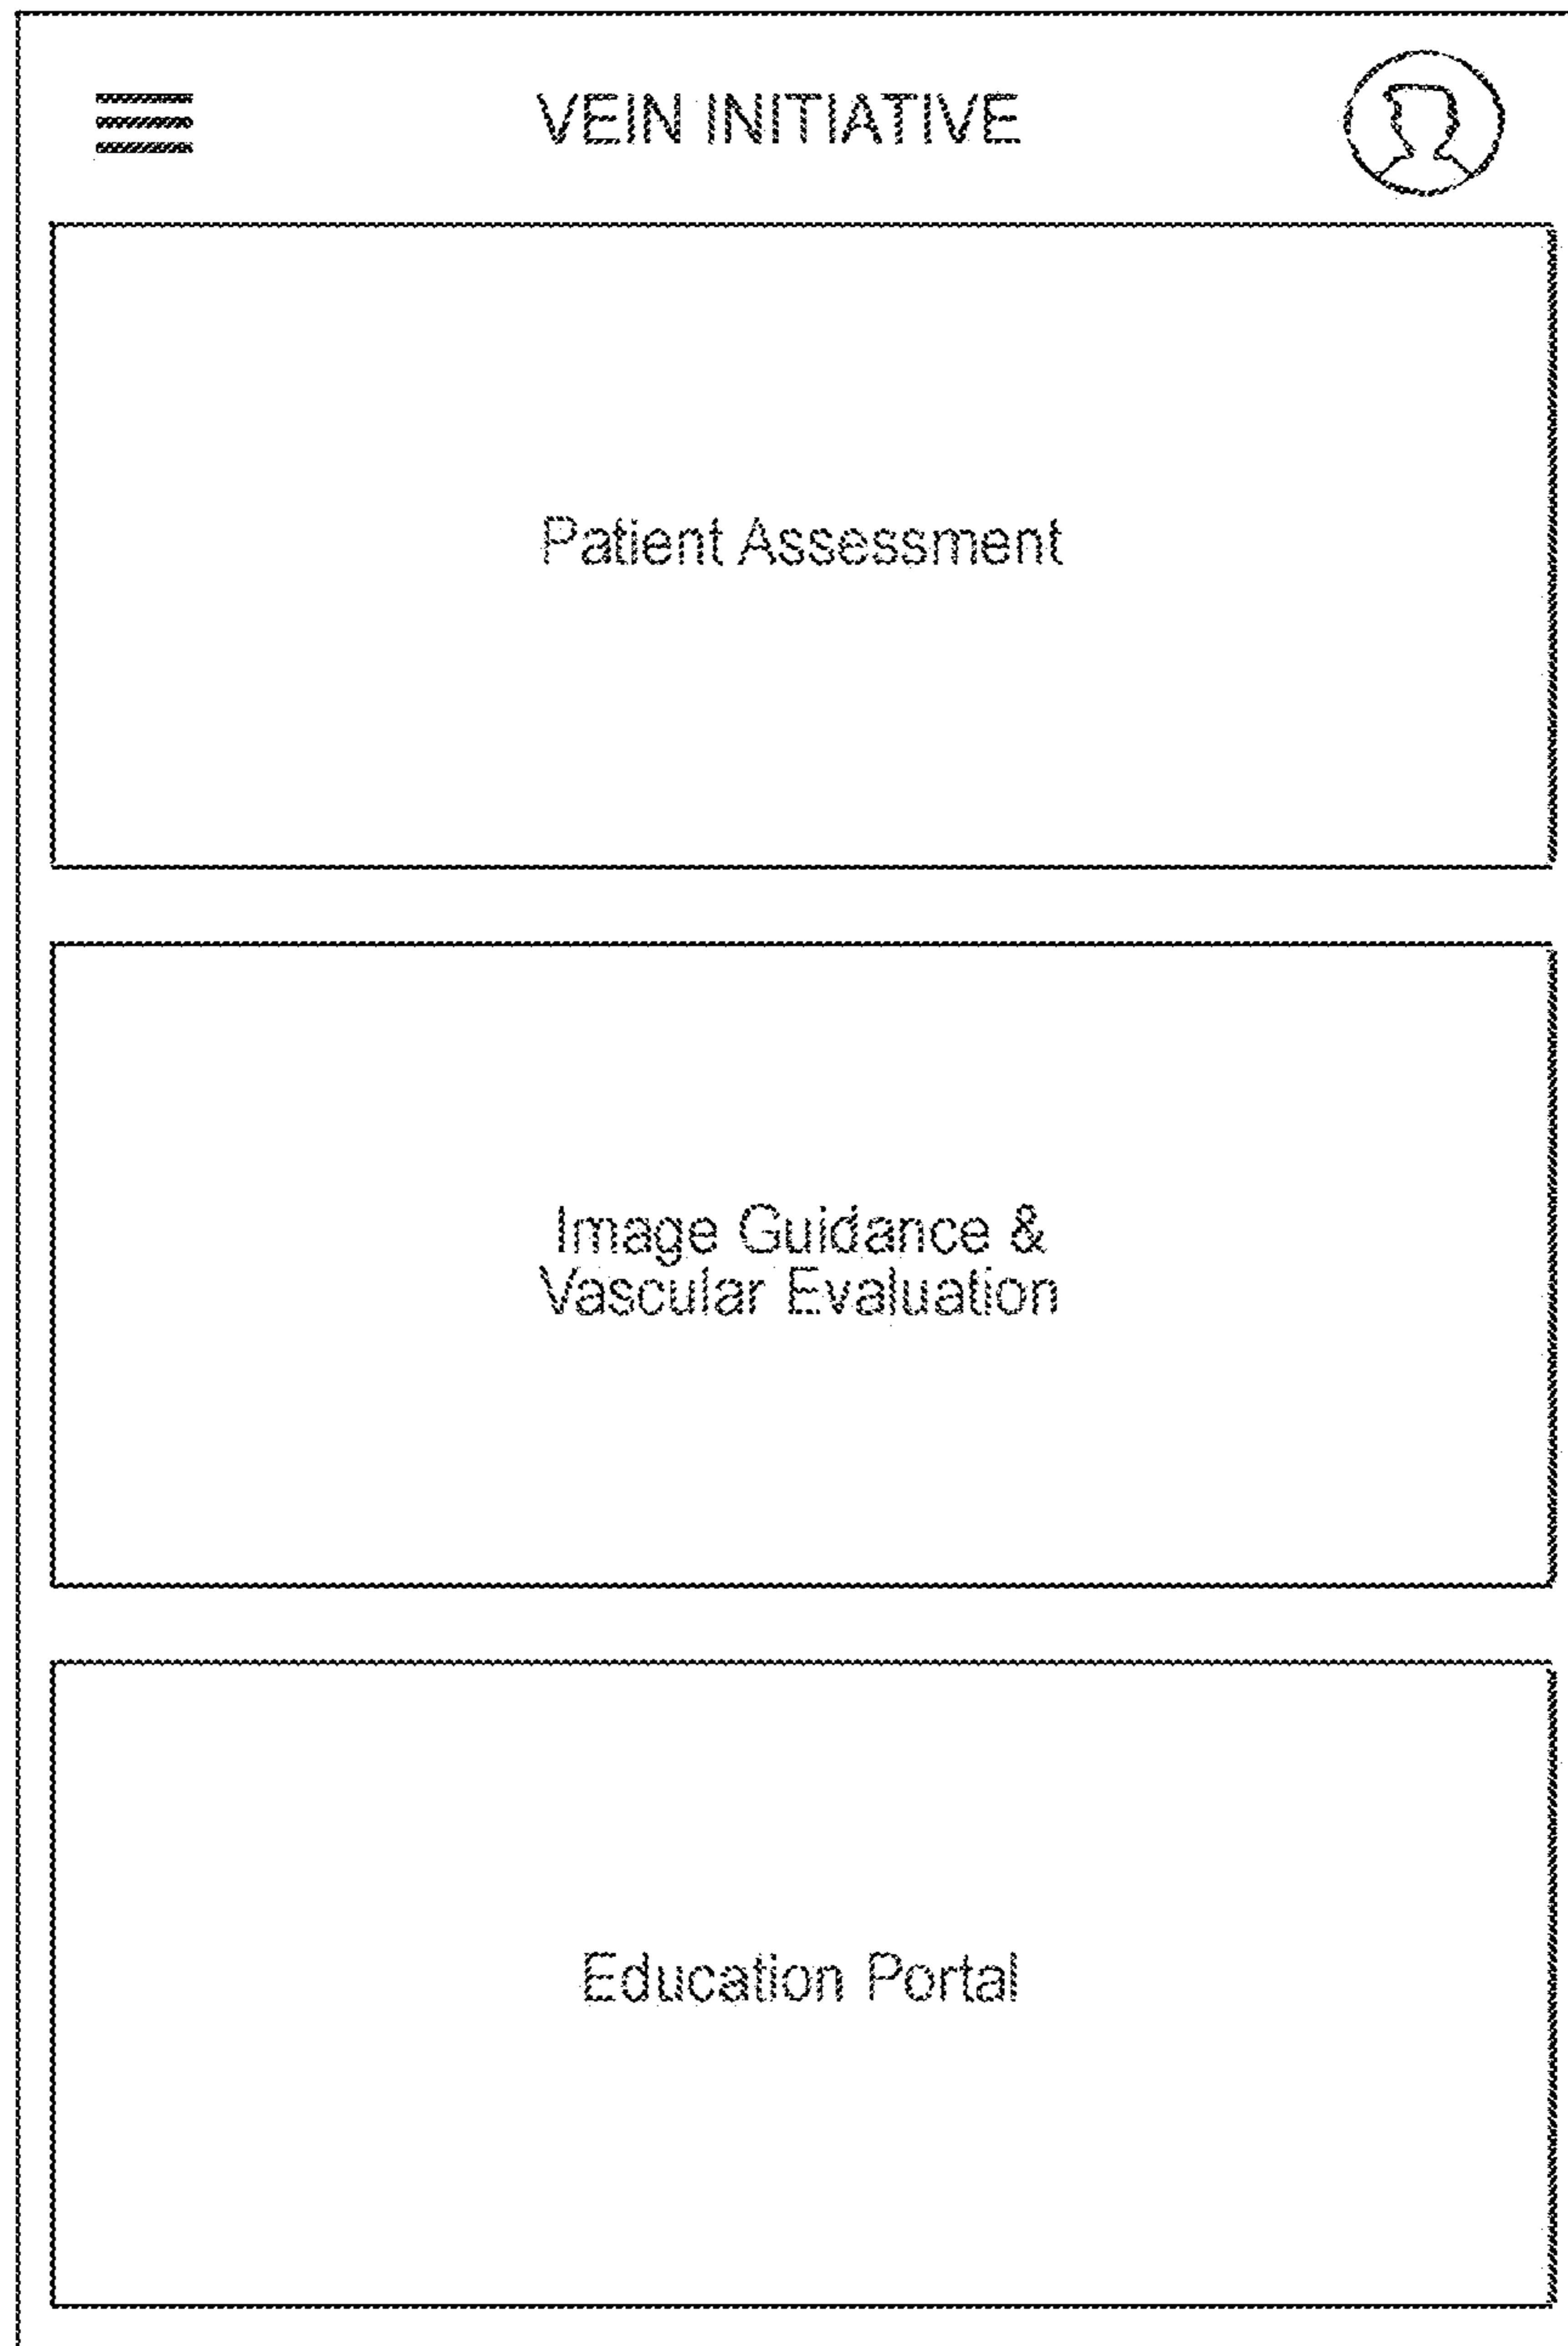 VEIN INITIATIVE
Patient Assessment
Image Guidance &
Vascular Evaluation
Education Portal